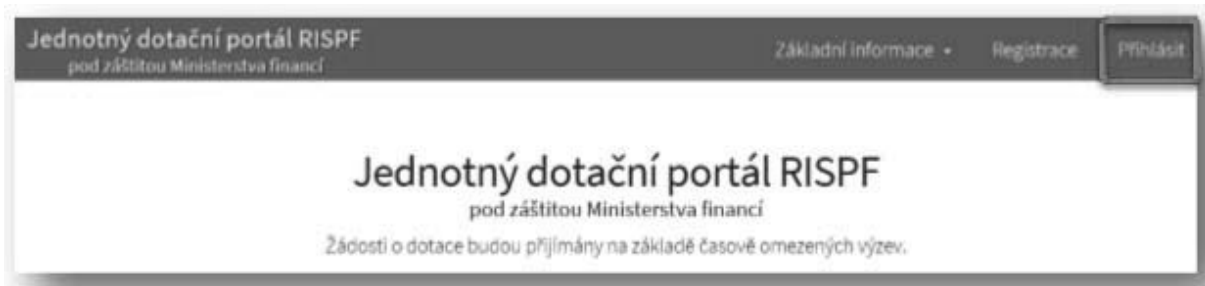 Jednotný dotační portál RISPF
pod záštitou Ministerstva financí
Základní informace
Registrace
Přihlásit
Jednotný dotační portál RISPF
pod záštitou Ministerstva financí
Žádosti o dotace budou přijímány na základě časově omezených výzev.